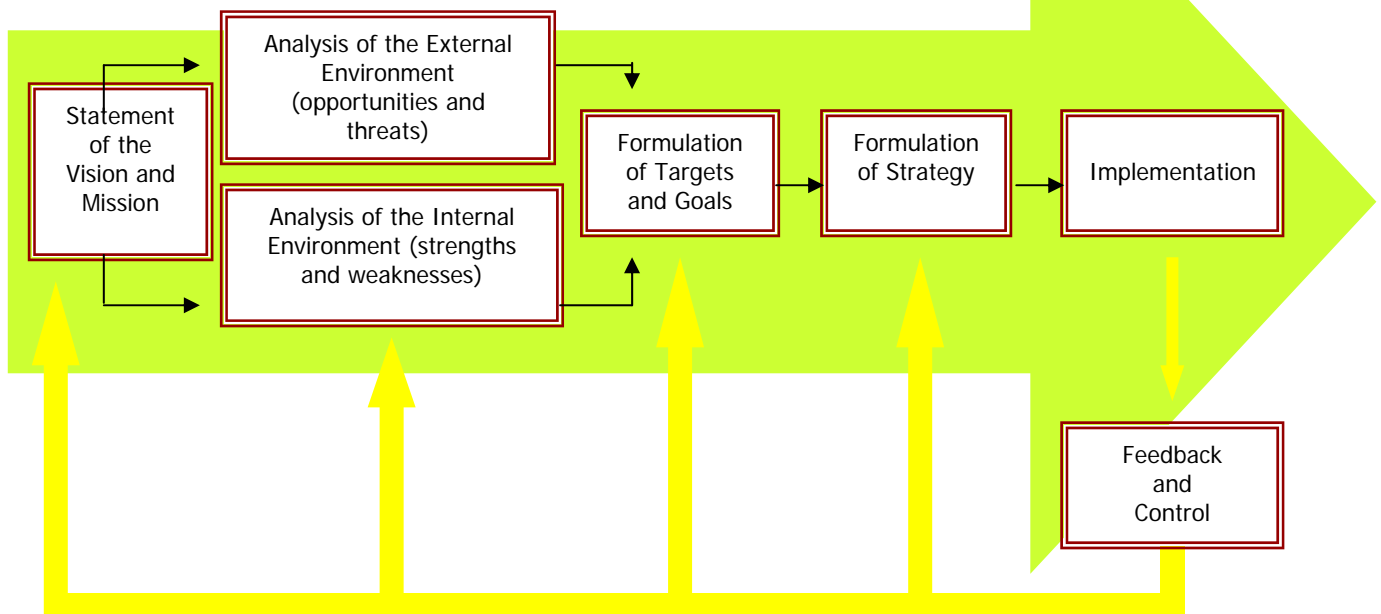 Statement
of the
Vision and
Mission
Analysis of the External
Environment
(opportunities and
threats)
Analysis of the Internal
Environment (strengths
and weaknesses)
Formulation
of Targets
and Goals
Formulation
of Strategy
Implementation
Feedback
and
Control